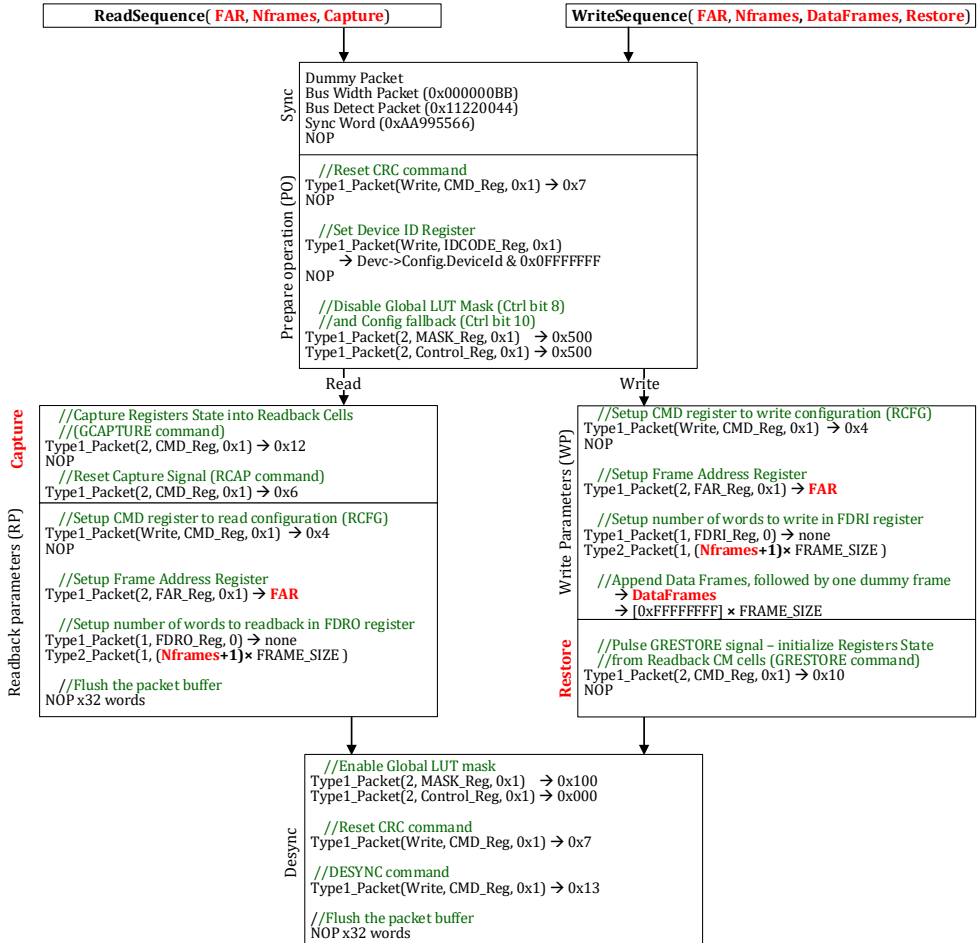 ReadSequence( FAR, Nframes, Capture)
WriteSequence( FAR, Nframes, DataFrames, Restore)
Sync
Dummy Packet
Bus Width Packet (0x000000BB)
Bus Detect Packet (0x11220044)
Sync Word (0xAA995566)
NOP
Prepare operation (PO)
//Reset CRC command
Type1_Packet(Write, CMD_Reg, 0x1) → 0x7
NOP
//Set Device ID Register
Type1_Packet(Write, IDCODE_Reg, 0x1)
→ Devc->Config.DeviceId & 0x0FFFFFFF
NOP
//Disable Global LUT Mask (Ctrl bit 8)
//and Config fallback (Ctrl bit 10)
Type1_Packet(2, MASK_Reg, 0x1) → 0x500
Type1_Packet(2, Control_Reg, 0x1) → 0x500
Read
Write
Capture
//Capture Registers State into Readback Cells
//(GCAPTURE command)
Type1_Packet(2, CMD_Reg, 0x1) → 0x12
NOP
//Reset Capture Signal (RCAP command)
Type1_Packet(2, CMD_Reg, 0x1) → 0x6
Readback parameters (RP)
//Setup CMD register to read configuration (RCFG)
Type1_Packet(Write, CMD_Reg, 0x1) → 0x4
NOP
//Setup Frame Address Register
Type1_Packet(2, FAR_Reg, 0x1) → FAR
//Setup number of words to readback in FDRO register
Type1_Packet(1, FDRO_Reg, 0) → none
Type2_Packet(1, (Nframes+1)× FRAME_SIZE )
//Flush the packet buffer
NOP x32 words
Write Parameters (WP)
//Setup CMD register to write configuration (RCFG)
Type1_Packet(Write, CMD_Reg, 0x1) → 0x4
NOP
//Setup Frame Address Register
Type1_Packet(2, FAR_Reg, 0x1) → FAR
//Setup number of words to write in FDRI register
Type1_Packet(1, FDRI_Reg, 0) → none
Type2_Packet(1, (Nframes+1)× FRAME_SIZE )
//Append Data Frames, followed by one dummy frame
→ DataFrames
→ [0xFFFFFFFF] × FRAME_SIZE
Restore
//Pulse GRESTORE signal – initialize Registers State
//from Readback CM cells (GRESTORE command)
Type1_Packet(2, CMD_Reg, 0x1) → 0x10
NOP
Desync
//Enable Global LUT mask
Type1_Packet(2, MASK_Reg, 0x1) → 0x100
Type1_Packet(2, Control_Reg, 0x1) → 0x000
//Reset CRC command
Type1_Packet(Write, CMD_Reg, 0x1) → 0x7
//DESYNC command
Type1_Packet(Write, CMD_Reg, 0x1) → 0x13
//Flush the packet buffer
NOP x32 words